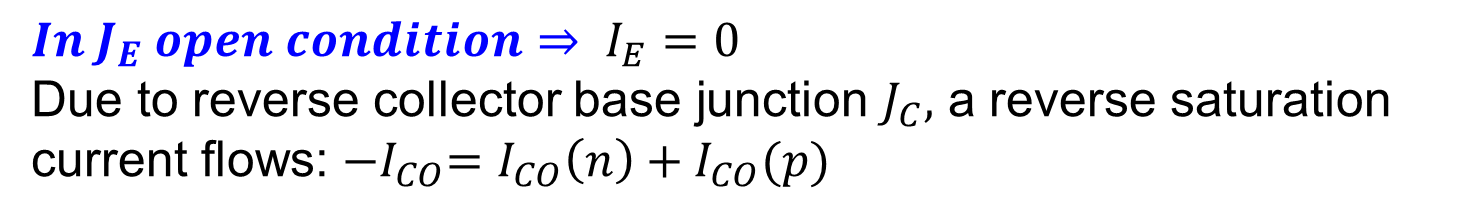 In J_E open condition ⇒ I_E = 0
Due to reverse collector base junction J_C, a reverse saturation
current flows: −I_CO= I_CO(n) + I_CO(p)